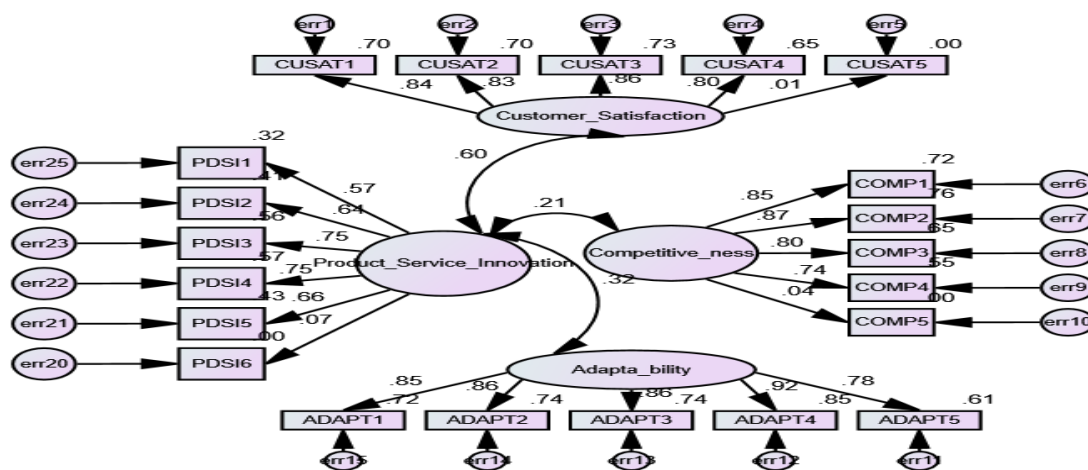 err1 err2 err3 err4 err5
.70 .70 .73 .65 .00
CUSAT1 CUSAT2 CUSAT3 CUSAT4 CUSAT5
.84 .83 .86 .80 .01
Customer_Satisfaction
.60
.32
err25 PDSI1
.57
.41
err24 PDSI2
.64
.56
err23 PDSI3
.75
.57
err22 PDSI4
.75
.43 .66
err21 PDSI5
.07
.00
err20 PDSI6
Product_Service_Innovation
.21
.32
Competitive_ness
.72
.85 COMP1 err6
.76
.87 COMP2 err7
.65
.80 COMP3 err8
.55
.74 COMP4 err9
.00
.04 COMP5 err10
Adapta_bility
.85 .86 .86 .92 .78
.72 .74 .74 .85 .61
ADAPT1 ADAPT2 ADAPT3 ADAPT4 ADAPT5
err15 err14 err13 err12 err11